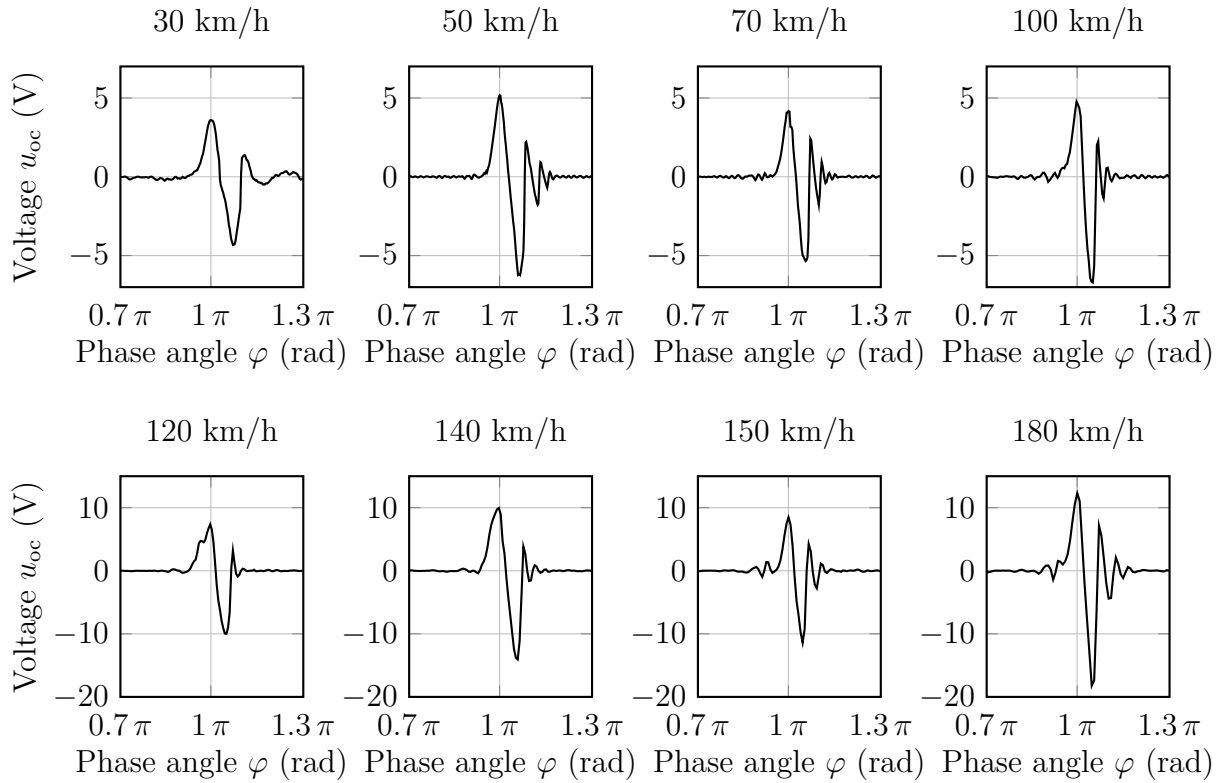 30 km/h 50 km/h 70 km/h 100 km/h
Voltage u_oc (V)
5 5 5 5
0 0 0 0
−5 −5 −5 −5
0.7 π 1 π 1.3 π 0.7 π 1 π 1.3 π 0.7 π 1 π 1.3 π 0.7 π 1 π 1.3 π
Phase angle φ (rad) Phase angle φ (rad) Phase angle φ (rad) Phase angle φ (rad)
120 km/h 140 km/h 150 km/h 180 km/h
Voltage u_oc (V)
10 10 10 10
0 0 0 0
−10 −10 −10 −10
−20 −20 −20 −20
0.7 π 1 π 1.3 π 0.7 π 1 π 1.3 π 0.7 π 1 π 1.3 π 0.7 π 1 π 1.3 π
Phase angle φ (rad) Phase angle φ (rad) Phase angle φ (rad) Phase angle φ (rad)